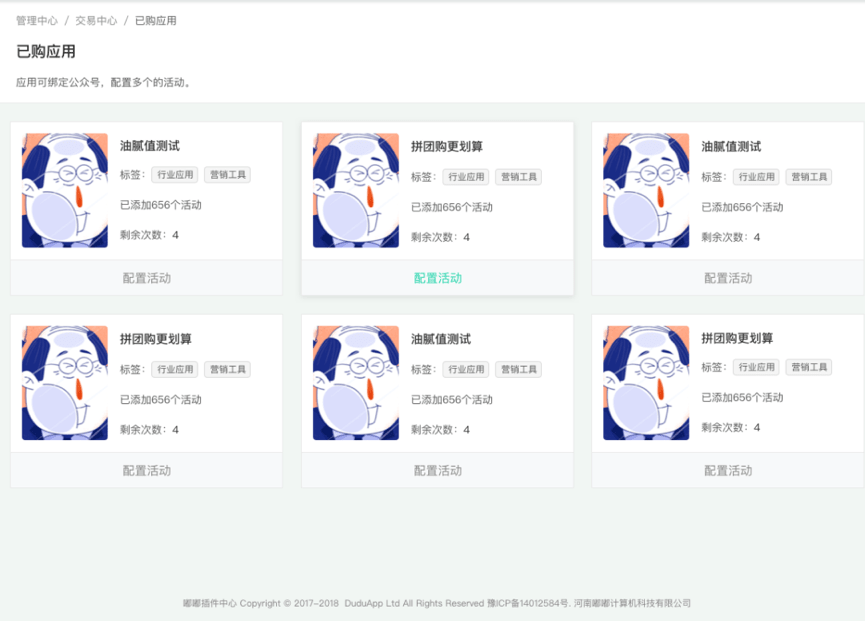 管理中心 / 交易中心 / 已购应用
已购应用
应用可绑定公众号，配置多个的活动。
油腻值测试
标签： 行业应用 营销工具
已添加656个活动
剩余次数：4
配置活动
拼团购更划算
标签： 行业应用 营销工具
已添加656个活动
剩余次数：4
配置活动
油腻值测试
标签： 行业应用 营销工具
已添加656个活动
剩余次数：4
配置活动
拼团购更划算
标签： 行业应用 营销工具
已添加656个活动
剩余次数：4
配置活动
油腻值测试
标签： 行业应用 营销工具
已添加656个活动
剩余次数：4
配置活动
拼团购更划算
标签： 行业应用 营销工具
已添加656个活动
剩余次数：4
配置活动
嘟嘟插件中心 Copyright © 2017-2018 DuduApp Ltd All Rights Reserved 豫ICP备14012584号. 河南嘟嘟计算机科技有限公司